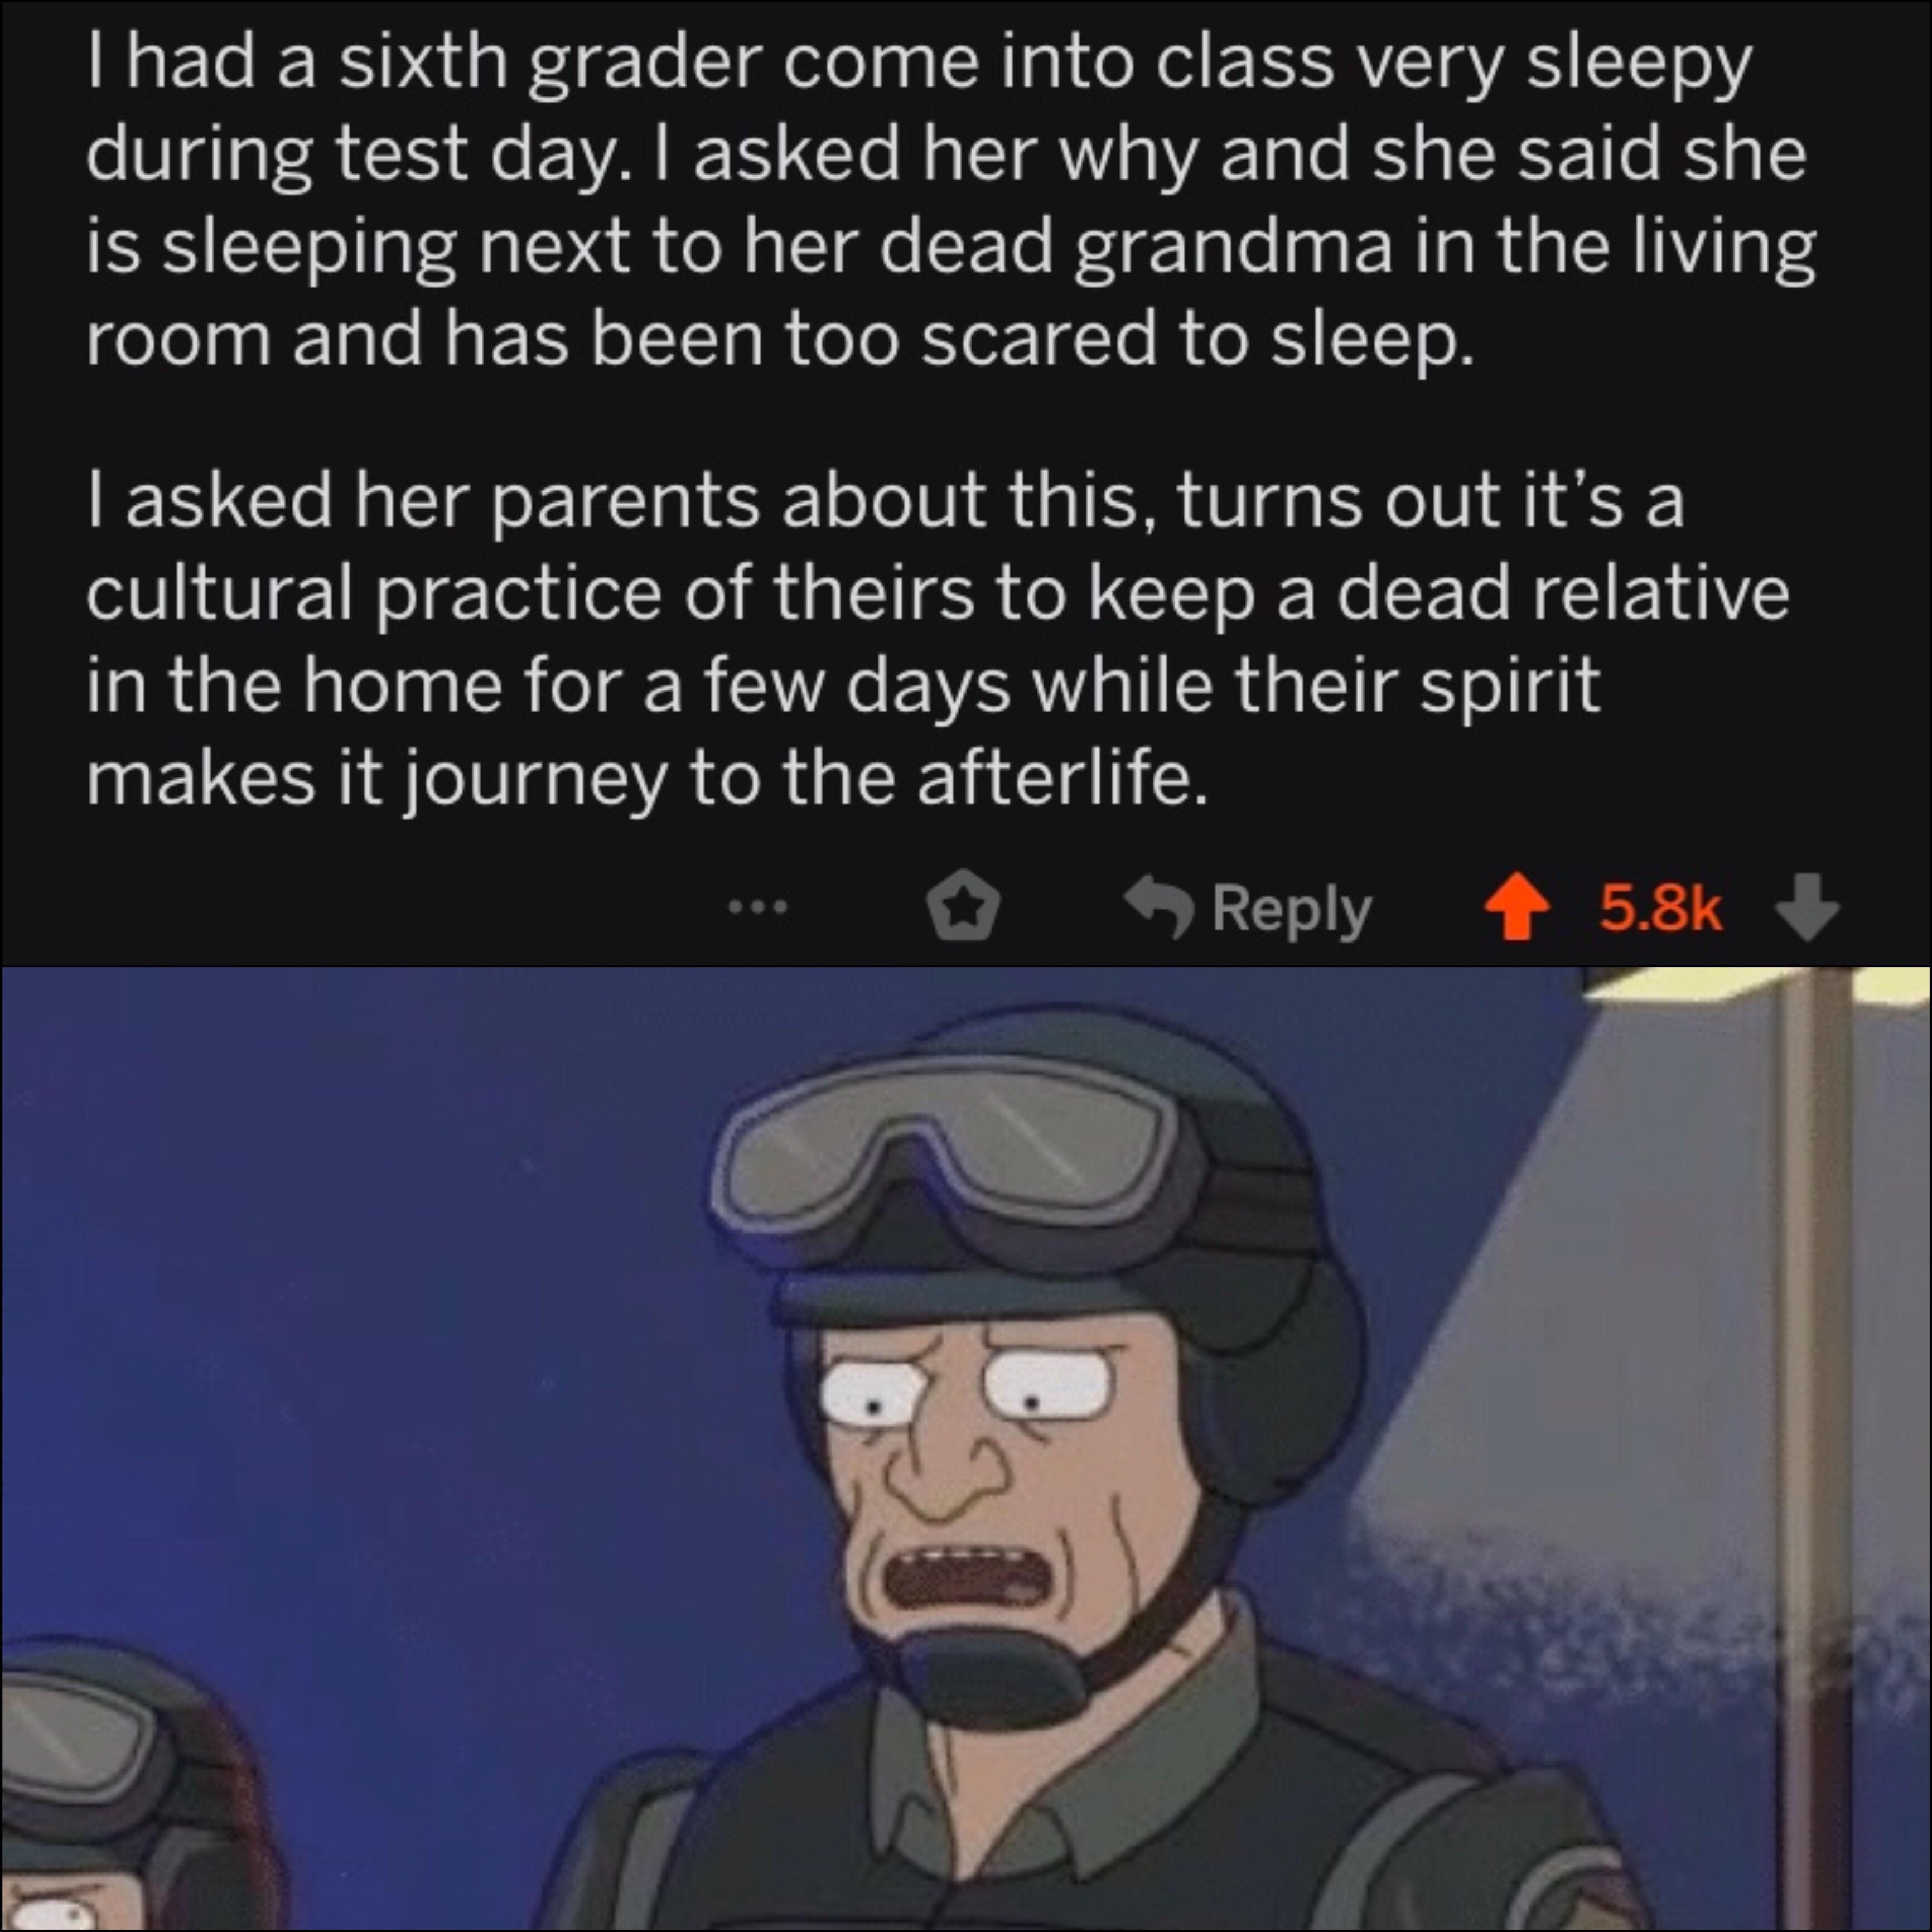 I had a sixth grader come into class very sleepy
during test day. I asked her why and she said she
is sleeping next to her dead grandma in the living
room and has been too scared to sleep.
I asked her parents about this, turns out it's a
cultural practice of theirs to keep a dead relative
in the home for a few days while their spirit
makes it journey to the afterlife.
Reply 5.8k